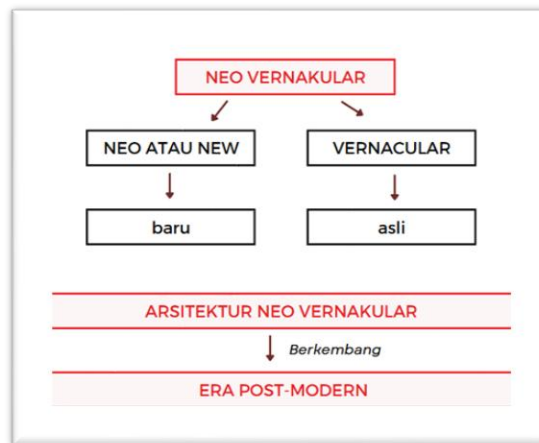 NEO VERNAKULAR
NEO ATAU NEW
VERNACULAR
baru
asli
ARSITEKTUR NEO VERNAKULAR
Berkembang
ERA POST-MODERN